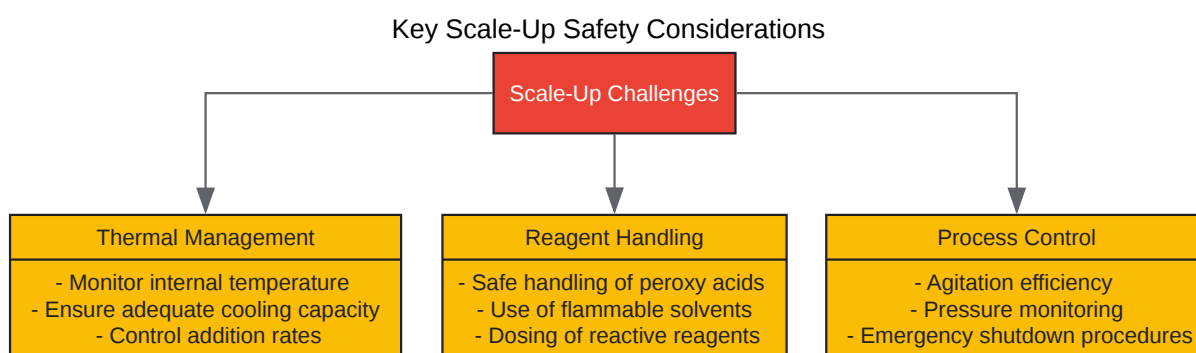 Key Scale-Up Safety Considerations
Scale-Up Challenges
Thermal Management
- Monitor internal temperature
- Ensure adequate cooling capacity
- Control addition rates
Reagent Handling
- Safe handling of peroxy acids
- Use of flammable solvents
- Dosing of reactive reagents
Process Control
- Agitation efficiency
- Pressure monitoring
- Emergency shutdown procedures